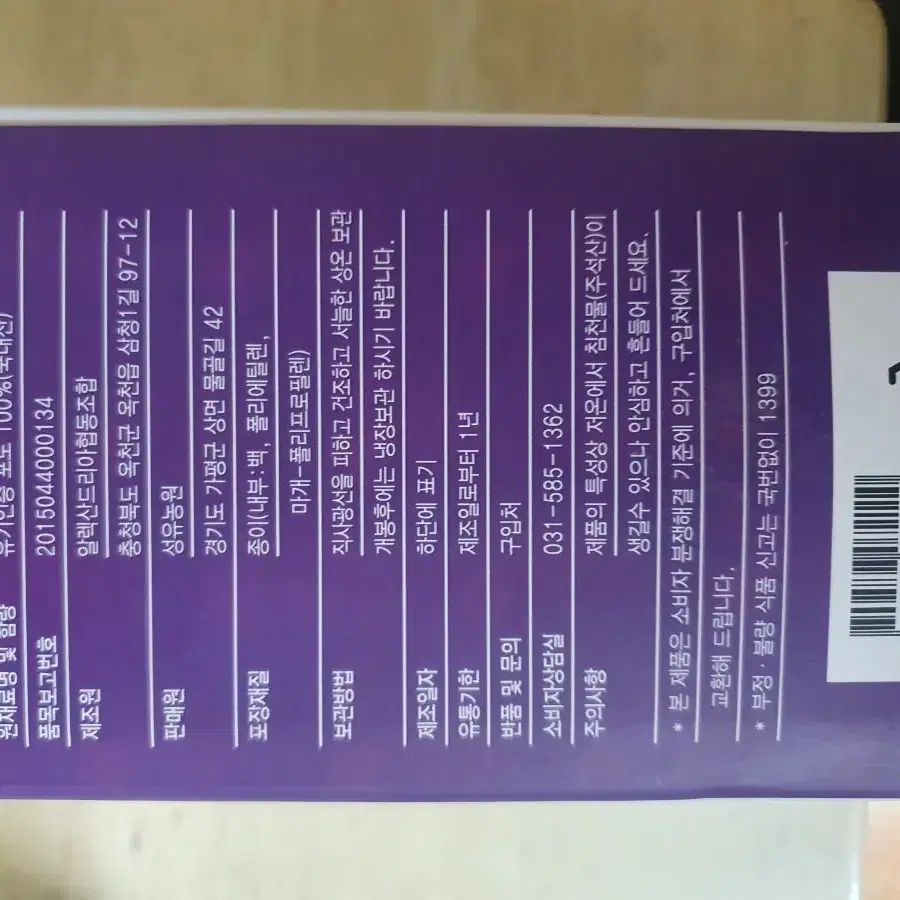 원재료명 및 함량 유기인증 포도 100%(국내산)
품목보고번호 2015044000134
제조원 알렉산드리아협동조합
충청북도 옥천군 옥천읍 삼청1길 97-12
판매원 성유농원
경기도 가평군 상면 물골길 42
포장재질 종이(내부:백, 폴리에틸렌,
마개-폴리프로필렌)
보관방법 직사광선을 피하고 건조하고 서늘한 상온 보관
개봉후에는 냉장보관 하시기 바랍니다.
제조일자 하단에 표기
유통기한 제조일로부터 1년
반품 및 문의 구입처
소비자상담실 031-585-1362
주의사항 제품의 특성상 저온에서 침천물(주석산)이
생길수 있으나 안심하고 흔들어 드세요.
* 본 제품은 소비자 분쟁해결 기준에 의거, 구입처에서
교환해 드립니다.
* 부정·불량 식품 신고는 국번없이 1399